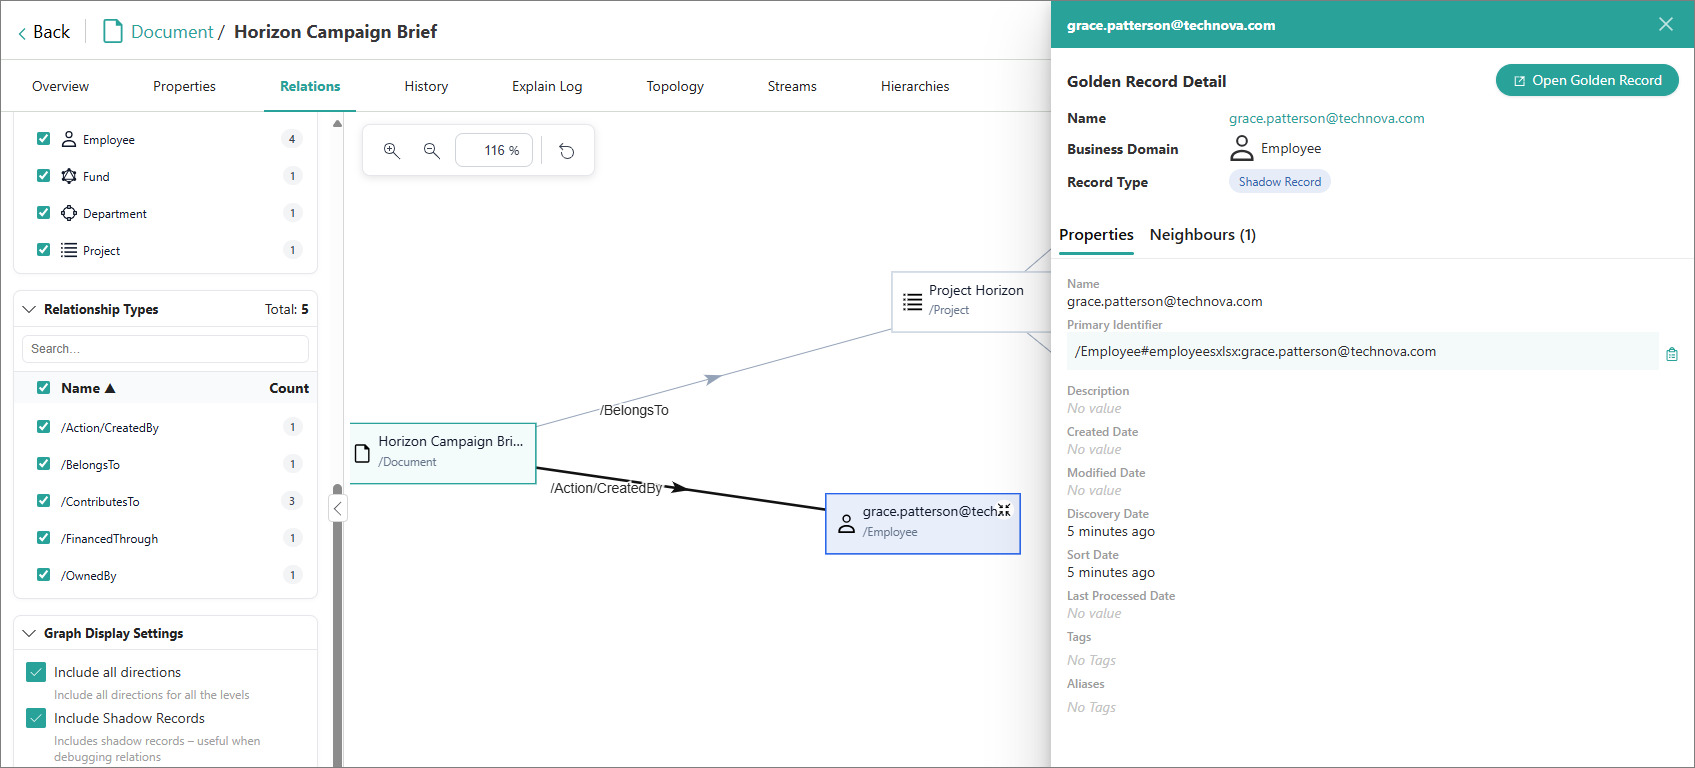 Back
Document / Horizon Campaign Brief
Overview
Properties
Relations
History
Explain Log
Topology
Streams
Hierarchies
Employee 4
Fund 1
Department 1
Project 1
Relationship Types Total: 5
Search...
Name ▲ Count
/Action/CreatedBy 1
/BelongsTo 1
/ContributesTo 3
/FinancedThrough 1
/OwnedBy 1
Graph Display Settings
Include all directions
Include all directions for all the levels
Include Shadow Records
Includes shadow records – useful when
debugging relations
116 %
Project Horizon
/Project
/BelongsTo
Horizon Campaign Bri...
/Document
/Action/CreatedBy
grace.patterson@tech
/Employee
grace.patterson@technova.com
Golden Record Detail
Open Golden Record
Name grace.patterson@technova.com
Business Domain Employee
Record Type Shadow Record
Properties Neighbours (1)
Name
grace.patterson@technova.com
Primary Identifier
/Employee#employeesxlsx:grace.patterson@technova.com
Description
No value
Created Date
No value
Modified Date
No value
Discovery Date
5 minutes ago
Sort Date
5 minutes ago
Last Processed Date
No value
Tags
No Tags
Aliases
No Tags